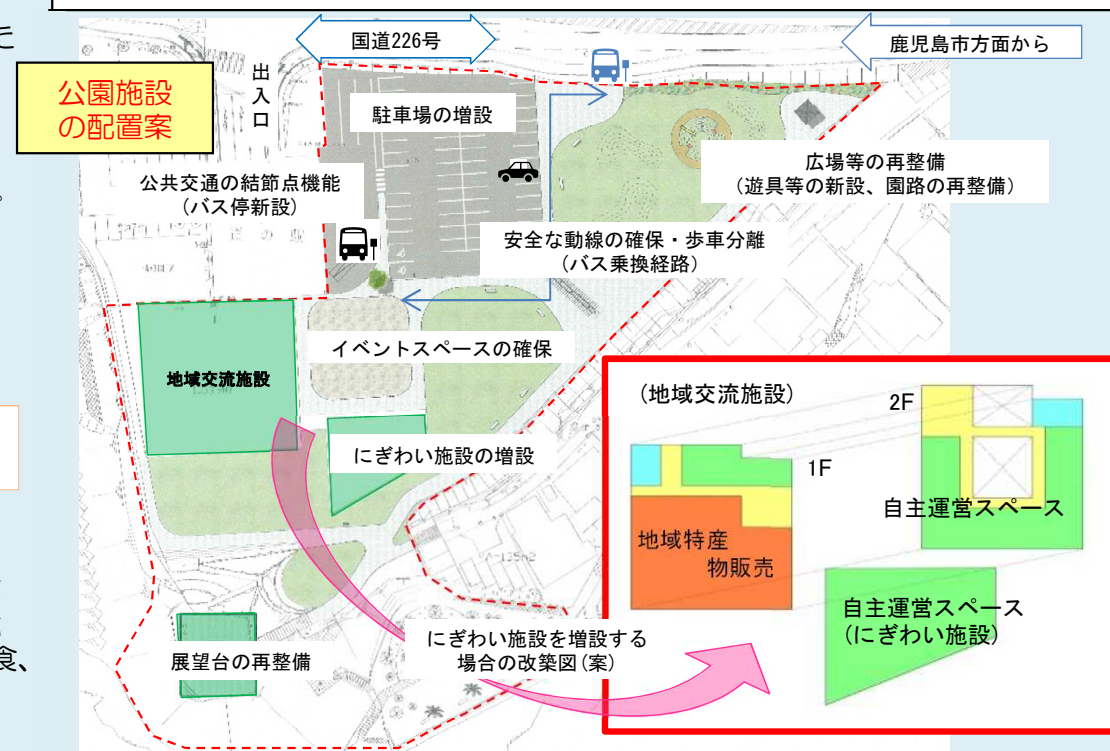 た
。
食、
公園施設
の配置案
国道226号
鹿児島市方面から
出入口
駐車場の増設
公共交通の結節点機能
(バス停新設)
広場等の再整備
(遊具等の新設、園路の再整備)
安全な動線の確保・歩車分離
(バス乗換経路)
イベントスペースの確保
地域交流施設
にぎわい施設の増設
展望台の再整備
にぎわい施設を増設する
場合の改築図(案)
(地域交流施設)
2F
1F
自主運営スペース
地域特産
物販売
自主運営スペース
(にぎわい施設)